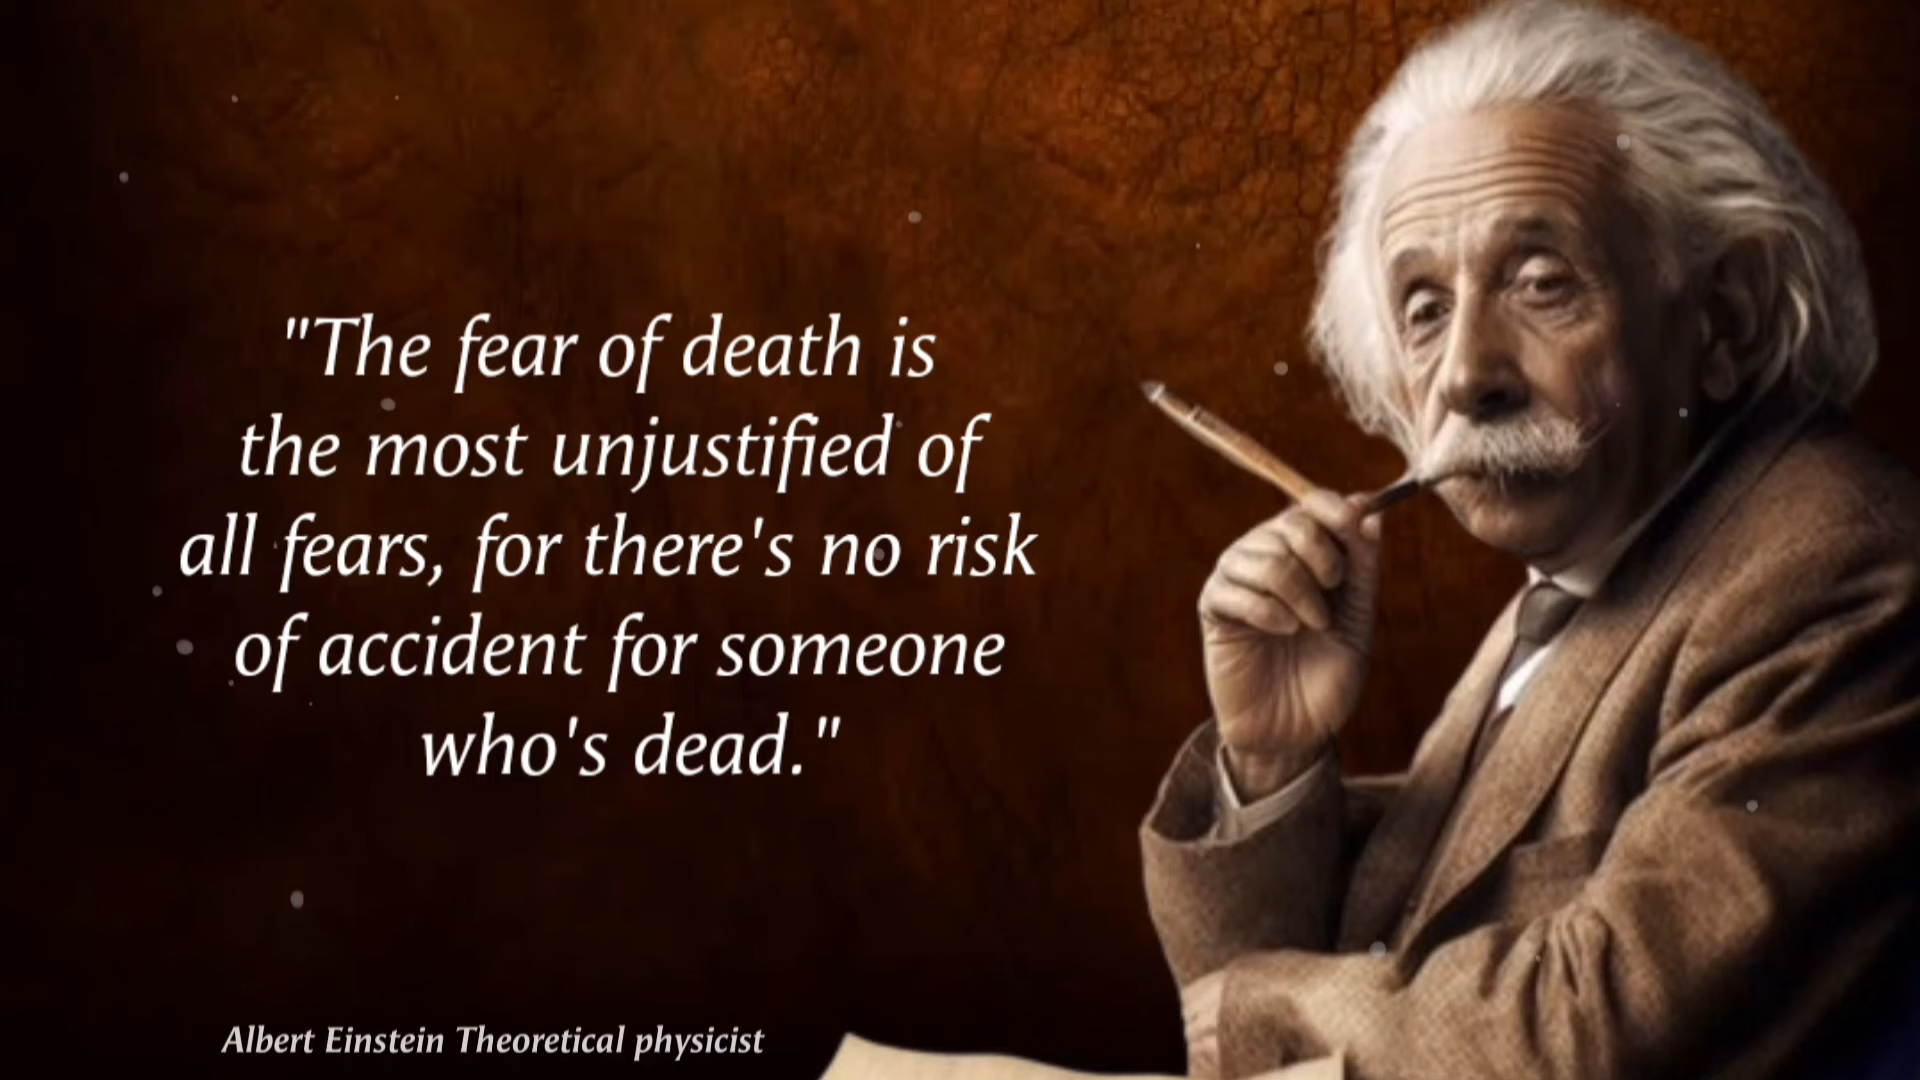 "The fear of death is
the most unjustified of
all fears, for there's no risk
of accident for someone
who's dead."
Albert Einstein Theoretical physicist